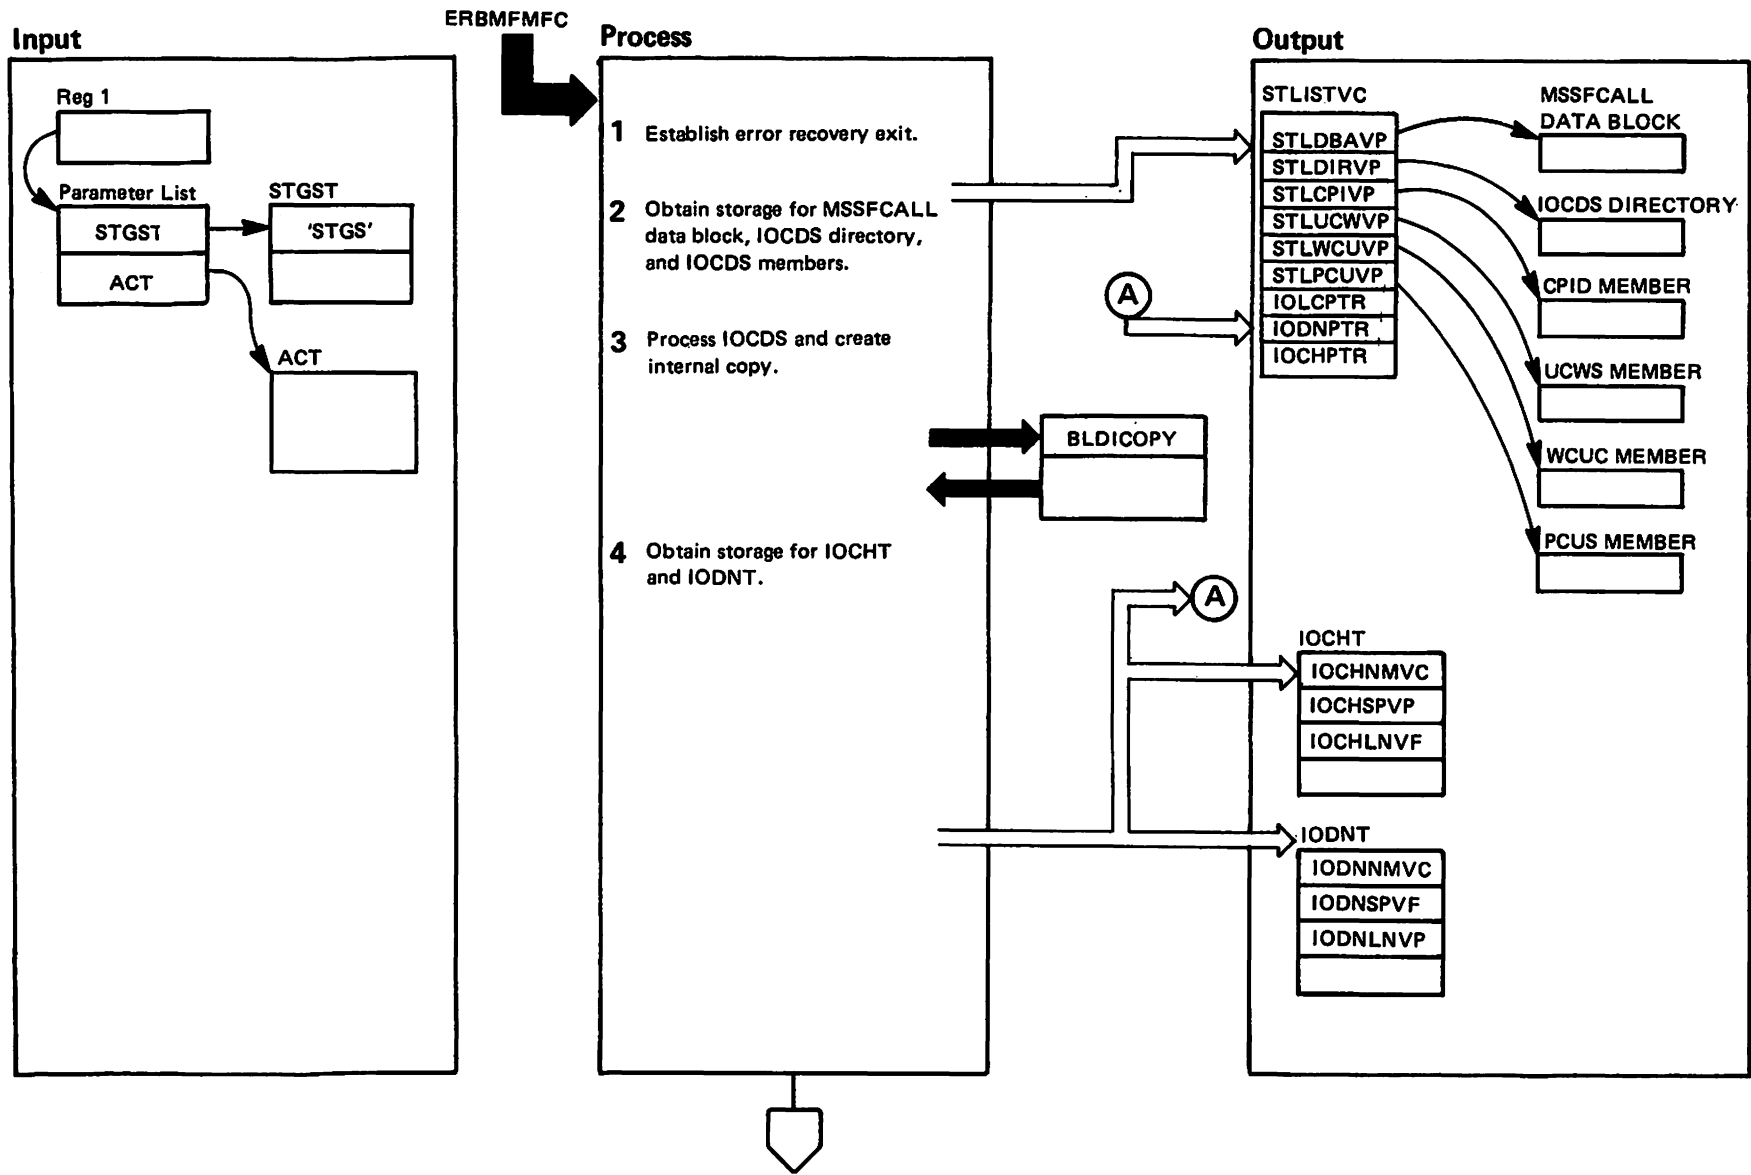 ERBMFMFC
Input
Reg 1
Parameter List
STGST
ACT
STGST
'STGS'
ACT
Process
1 Establish error recovery exit.
2 Obtain storage for MSSFCALL
data block, IOCDS directory,
and IOCDS members.
3 Process IOCDS and create
internal copy.
BLDICOPY
4 Obtain storage for IOCHT
and IODNT.
A
A
Output
STLISTVC
STLDBAVP
STLDIRVP
STLCPIVP
STLUCWVP
STLWCUVP
STLPCUVP
IOLCPTR
IODNPTR
IOCHPTR
MSSFCALL
DATA BLOCK
IOCDS DIRECTORY
CPID MEMBER
UCWS MEMBER
WCUC MEMBER
PCUS MEMBER
IOCHT
IOCHNMVC
IOCHSPVP
IOCHLNVF
IODNT
IODNNMVC
IODNSPVF
IODNLNVP